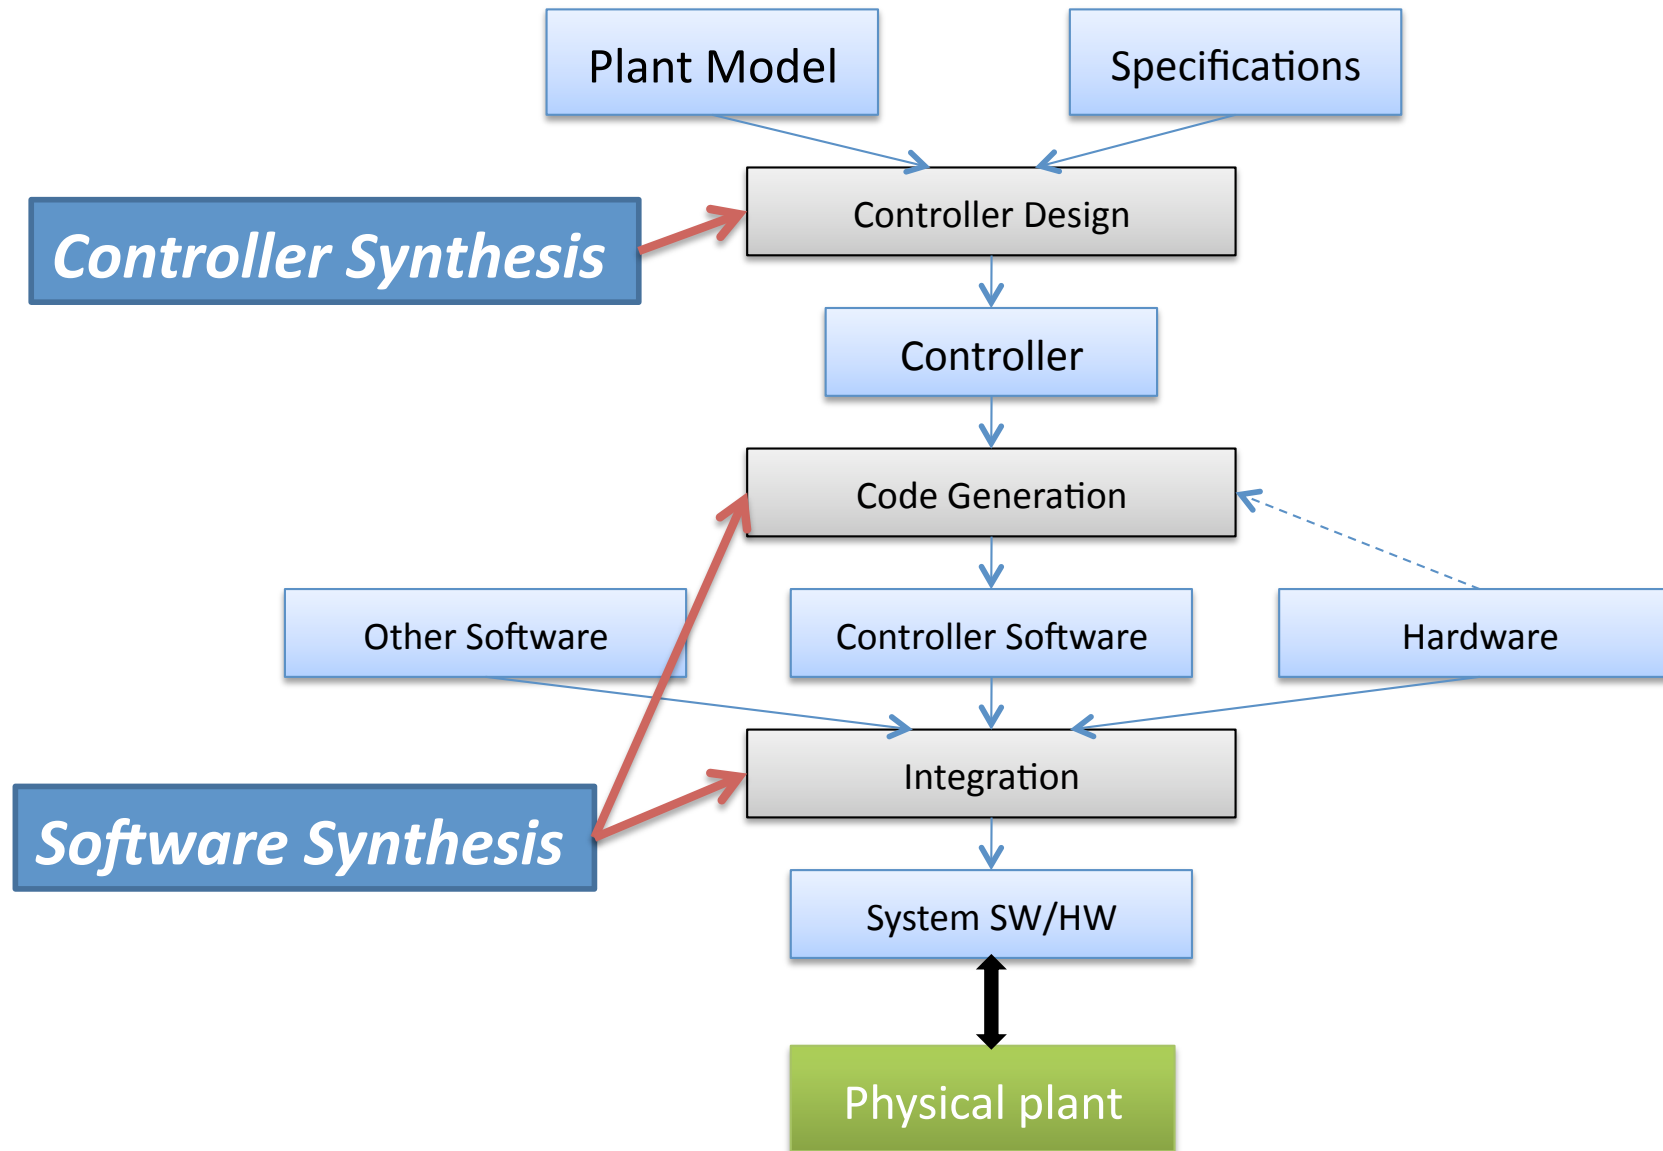 Plant Model
Specifications
Controller Design
Controller Synthesis
Controller
Code Generation
Other Software
Controller Software
Hardware
Integration
Software Synthesis
System SW/HW
Physical plant